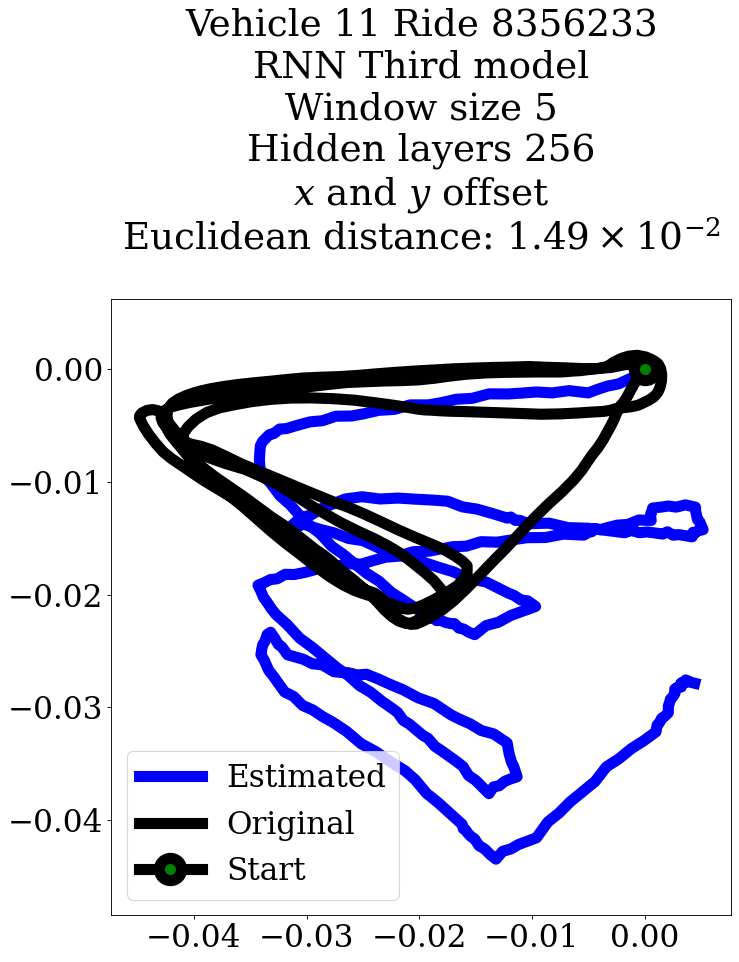 Vehicle 11 Ride 8356233
RNN Third model
Window size 5
Hidden layers 256
x and y offset
Euclidean distance: 1.49 × 10⁻²
0.00
−0.01
−0.02
−0.03
−0.04
Estimated
Original
Start
−0.04 −0.03 −0.02 −0.01 0.00